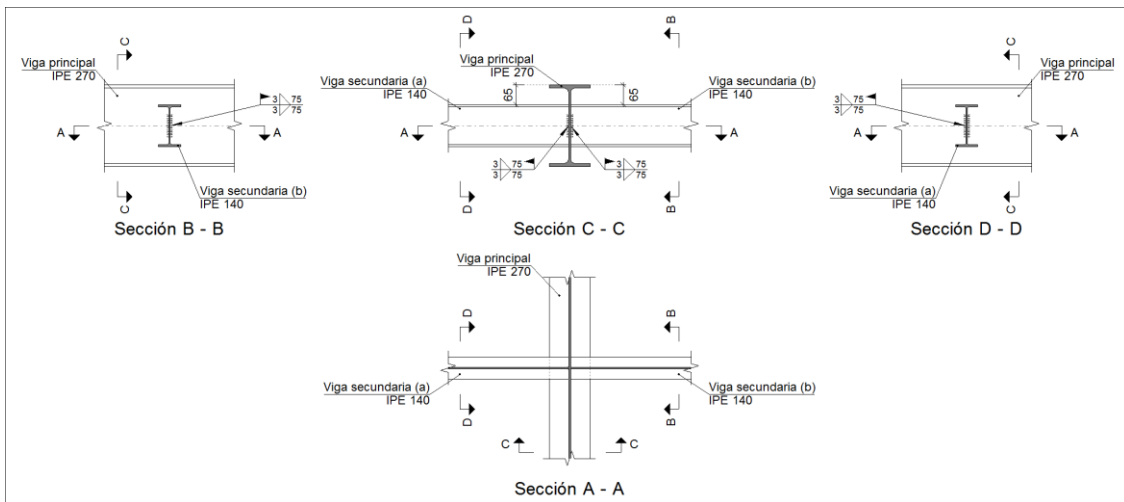 C
Viga principal
IPE 270
3 75
3 75
A A
Viga secundaria (b)
IPE 140
C
Sección B - B
D B
Viga principal
IPE 270
Viga secundaria (a)
IPE 140
65 65
Viga secundaria (b)
IPE 140
A A
3 75
3 75
3 75
3 75
D B
Sección C - C
C
Viga principal
IPE 270
3 75
3 75
A A
Viga secundaria (a)
IPE 140
C
Sección D - D
Viga principal
IPE 270
D B
Viga secundaria (a)
IPE 140
Viga secundaria (b)
IPE 140
D B
C C
Sección A - A